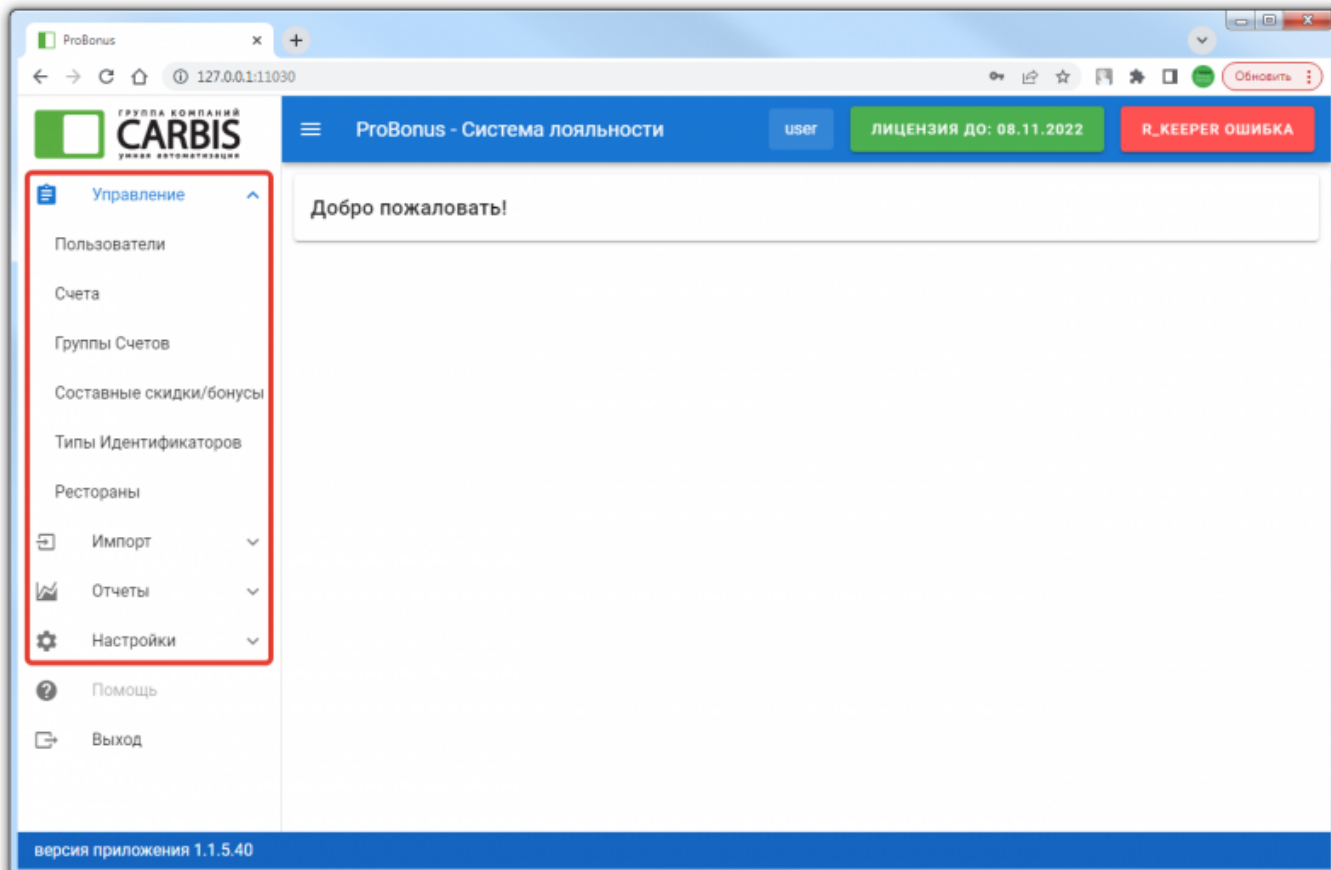 ProBonus
127.0.0.1:11030
Обновить
ГРУППА КОМПАНИЙ
CARBIS
умная автоматизация
ProBonus - Система лояльности
user
ЛИЦЕНЗИЯ ДО: 08.11.2022
R_KEEPER ОШИБКА
Управление
Добро пожаловать!
Пользователи
Счета
Группы Счетов
Составные скидки/бонусы
Типы Идентификаторов
Рестораны
Импорт
Отчеты
Настройки
Помощь
Выход
версия приложения 1.1.5.40